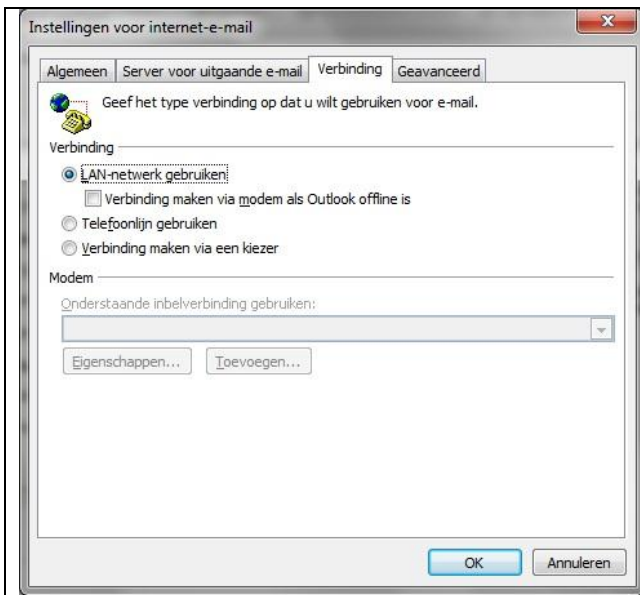 Instellingen voor internet-e-mail
Algemeen Server voor uitgaande e-mail Verbinding Geavanceerd
Geef het type verbinding op dat u wilt gebruiken voor e-mail.
Verbinding
LAN-netwerk gebruiken
Verbinding maken via modem als Outlook offline is
Telefoonlijn gebruiken
Verbinding maken via een kiezer
Modem
Onderstaande inbelverbinding gebruiken:
Eigenschappen... Toevoegen...
OK Annuleren